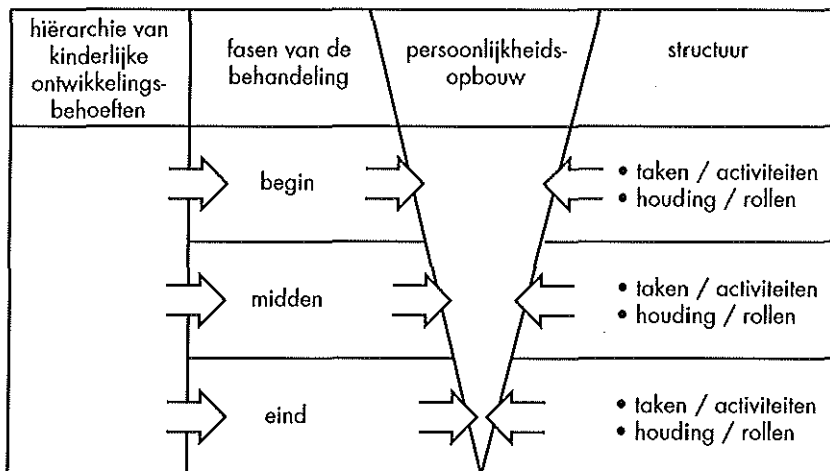 hiërarchie van
kinderlijke
ontwikkelings-
behoeften
fasen van de
behandeling
persoonlijkheids-
opbouw
structuur
begin
• taken / activiteiten
• houding / rollen
midden
• taken / activiteiten
• houding / rollen
eind
• taken / activiteiten
• houding / rollen